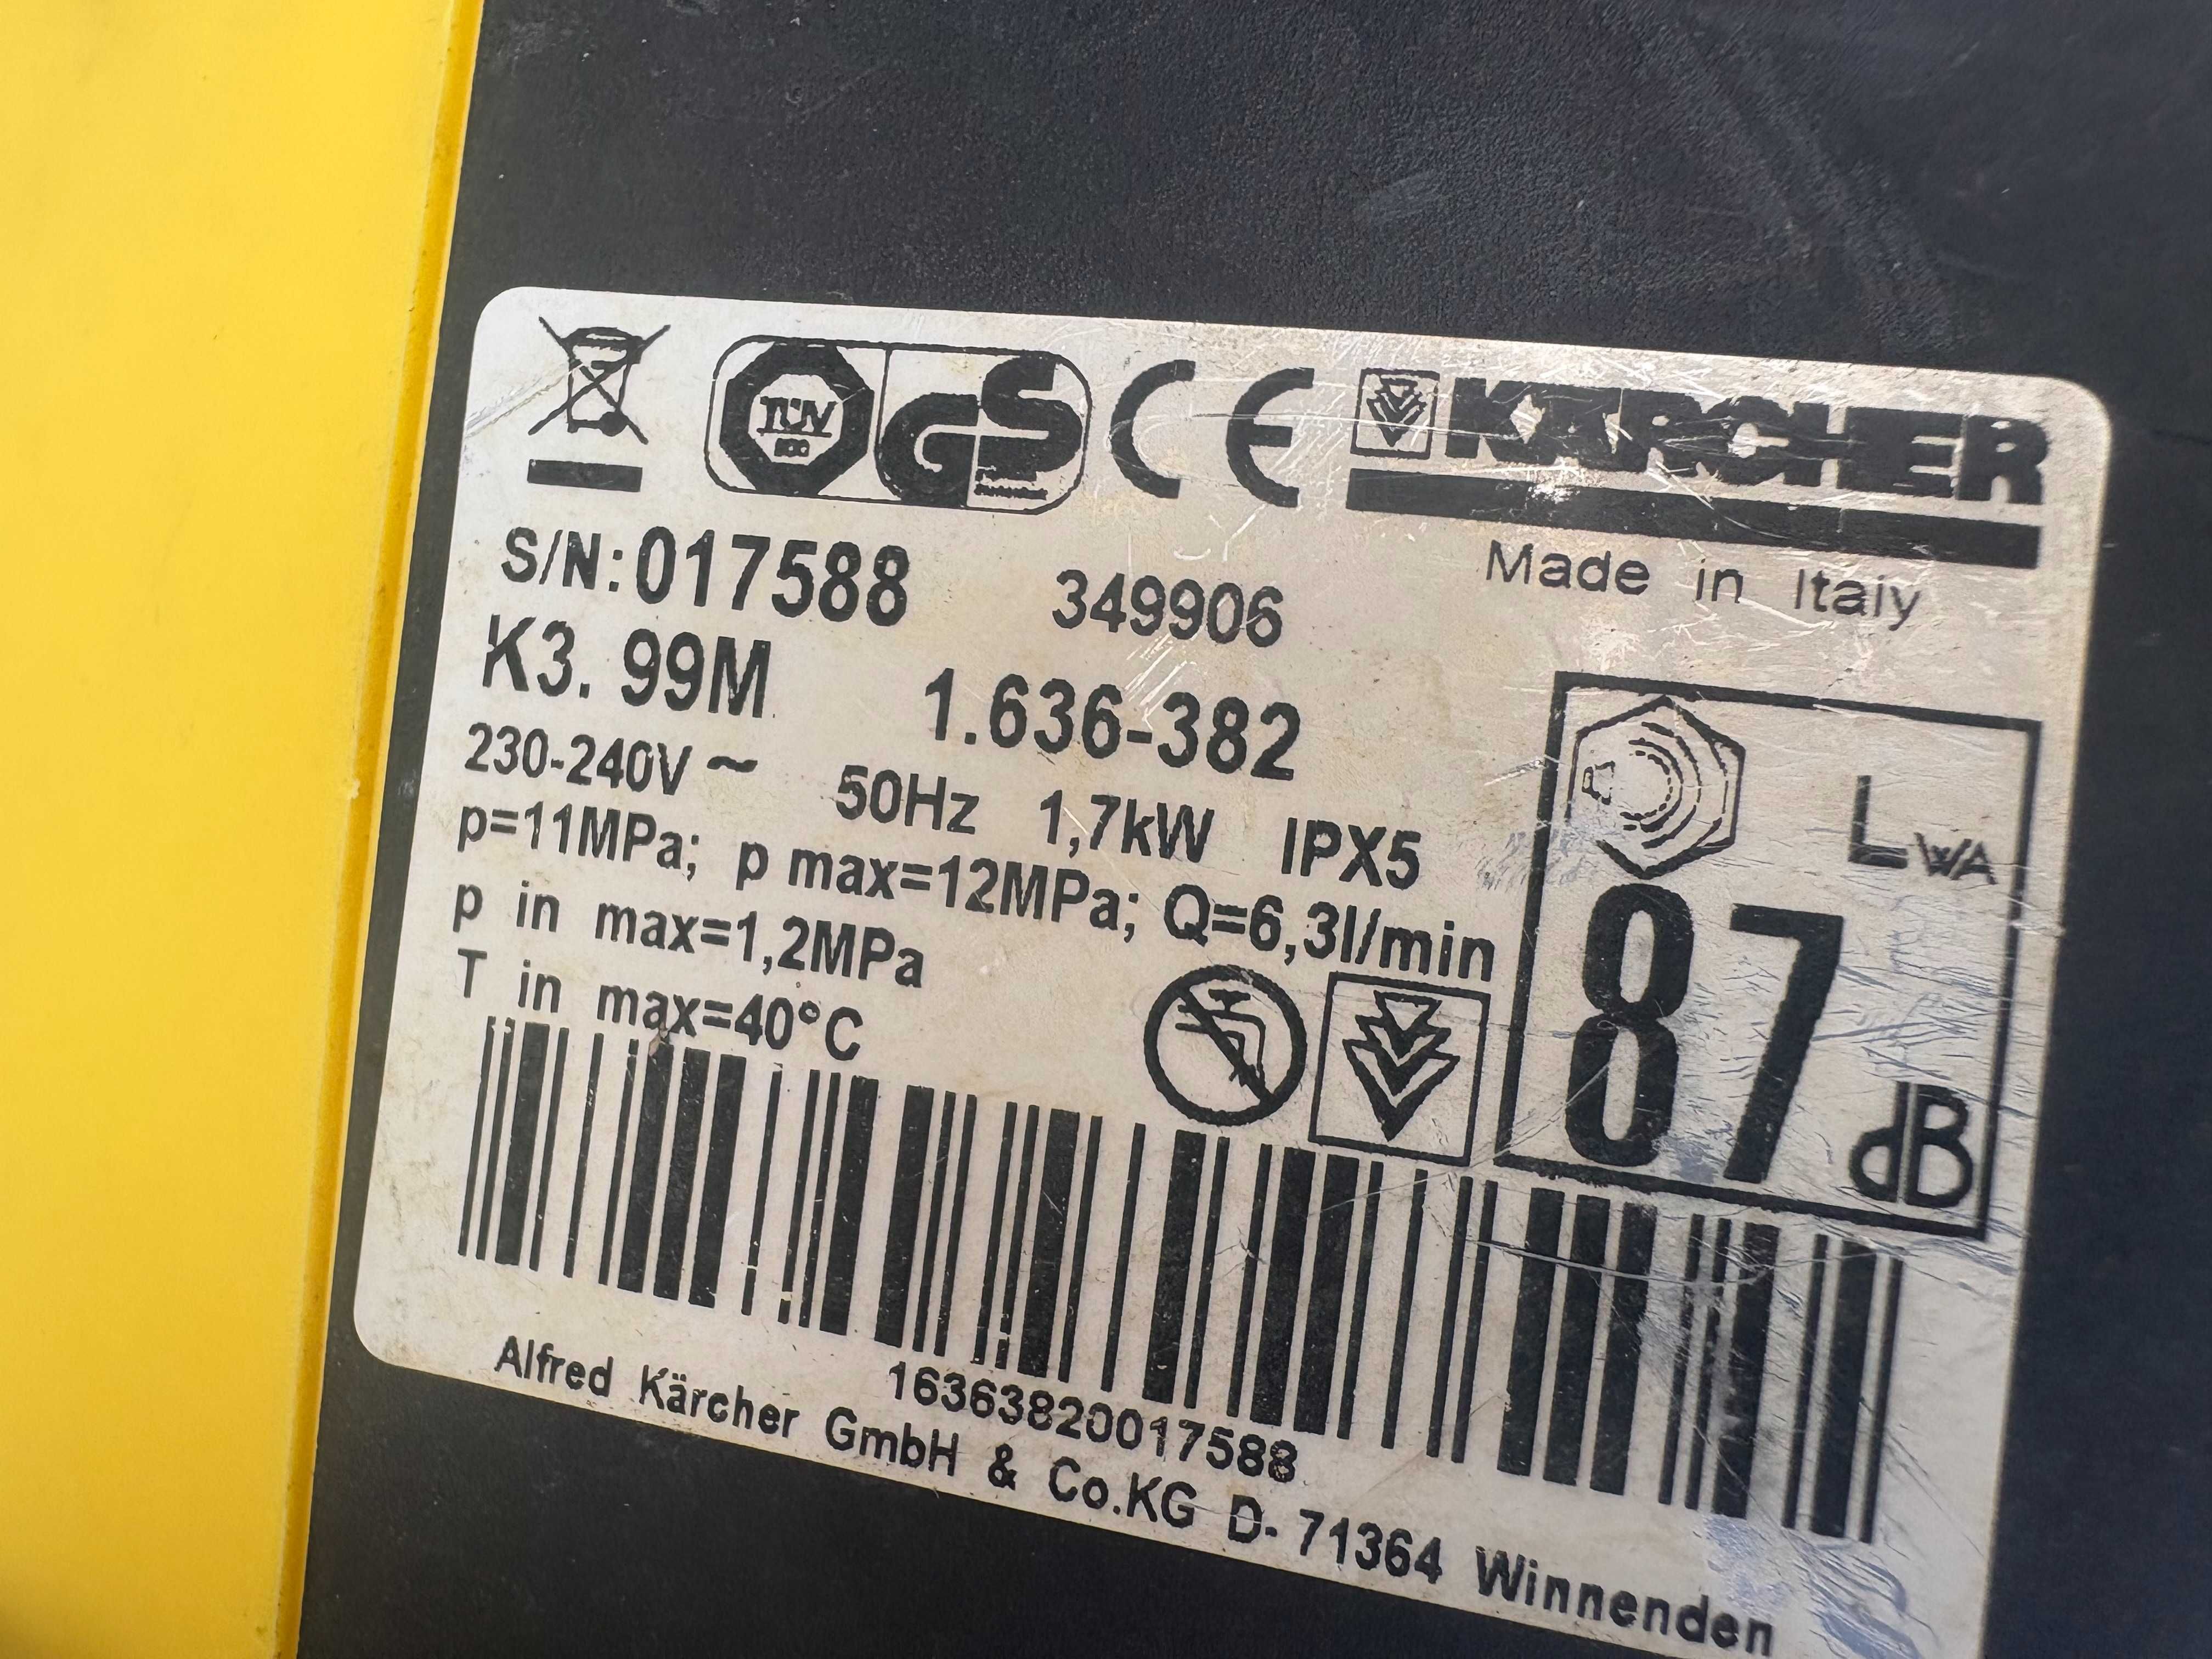 TÜV
GS
CE
KÄRCHER
Made in Italy
S/N:017588 349906
K3. 99M 1.636-382
230-240V ~ 50Hz 1,7kW IPX5
p=11MPa; p max=12MPa; Q=6,3l/min
p in max=1,2MPa
T in max=40°C
LWA
87 dB
16363820017588
Alfred Kärcher GmbH & Co.KG D- 71364 Winnenden